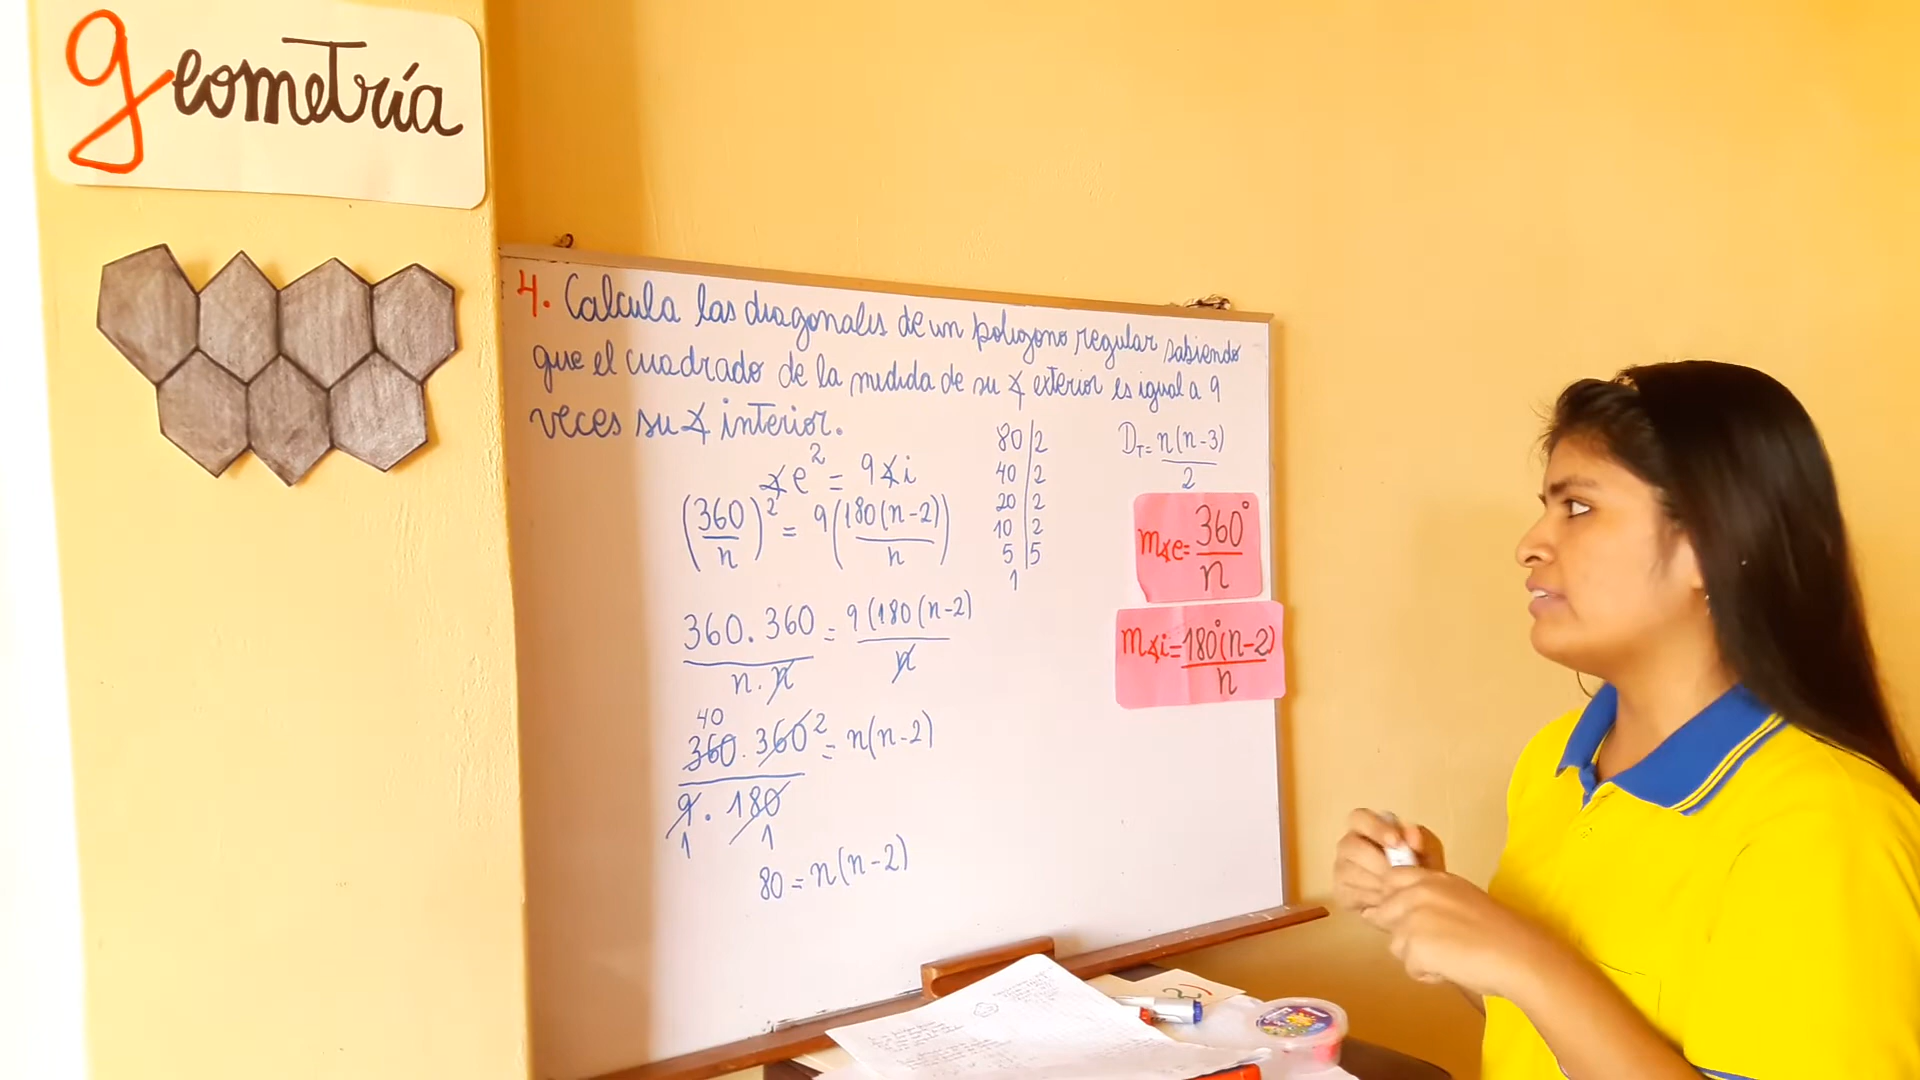 Geometría
4. Calcula las diagonales de un polígono regular sabiendo
que el cuadrado de la medida de su ∡ exterior es igual a 9
veces su ∡ interior.
∡e² = 9∡i
(360/n)² = 9(180(n-2)/n)
360.360/n.n = 9(180(n-2)/n
40
360.360 2 = n(n-2)
9.180
1 1
80 = n(n-2)
80|2
40|2
20|2
10|2
5|5
1
D_T = n(n-3)/2
m∡e = 360°/n
m∡i = 180°(n-2)/n